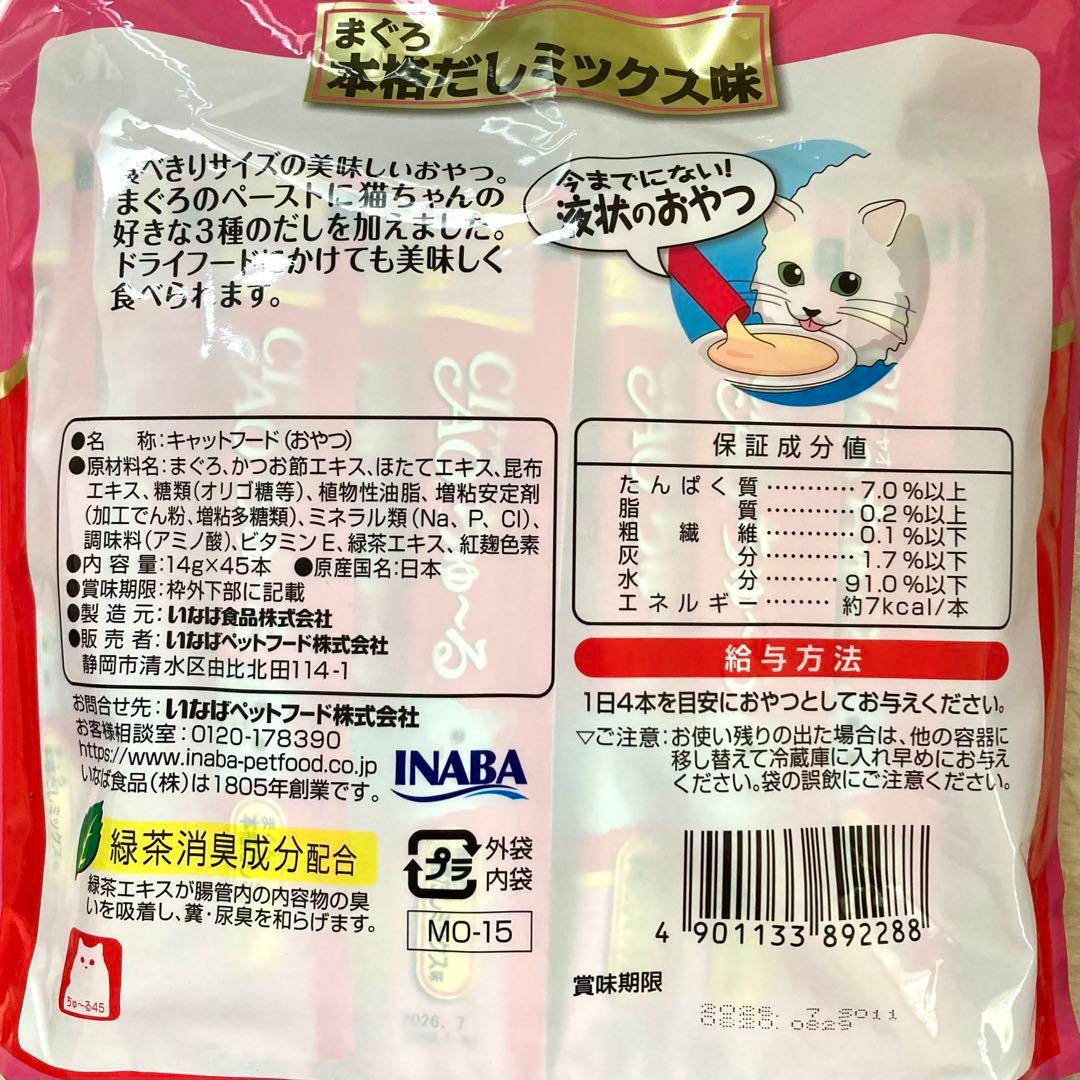 まぐろ
本格だしミックス味
食べきりサイズの美味しいおやつ。
まぐろのペーストに猫ちゃんの
好きな3種のだしを加えました。
ドライフードにかけても美味しく
食べられます。
今までにない!
液状のおやつ
●名　称:キャットフード(おやつ)
●原材料名:まぐろ、かつお節エキス、ほたてエキス、昆布
エキス、糖類(オリゴ糖等)、植物性油脂、増粘安定剤
(加工でん粉、増粘多糖類)、ミネラル類(Na、P、Cl)、
調味料(アミノ酸)、ビタミンE、緑茶エキス、紅麹色素
●内容量:14g×45本　●原産国名:日本
●賞味期限:枠外下部に記載
●製造元:いなば食品株式会社
●販売者:いなばペットフード株式会社
静岡市清水区由比北田114-1
お問合せ先:いなばペットフード株式会社
お客様相談室:0120-178390
https://www.inaba-petfood.co.jp
いなば食品(株)は1805年創業です。
INABA
緑茶消臭成分配合
緑茶エキスが腸管内の内容物の臭
いを吸着し、糞・尿臭を和らげます。
プラ
外袋
内袋
MO-15
ちゅ〜る45
保証成分値
たんぱく質…………7.0%以上
脂質…………0.2%以上
粗繊維…………0.1%以下
灰分…………1.7%以下
水分…………91.0%以下
エネルギー………約7kcal/本
給与方法
1日4本を目安におやつとしてお与えください。
▽ご注意:お使い残りの出た場合は、他の容器に
移し替えて冷蔵庫に入れ早めにお与え
ください。袋の誤飲にご注意ください。
4 901133 892288
賞味期限
2026.7